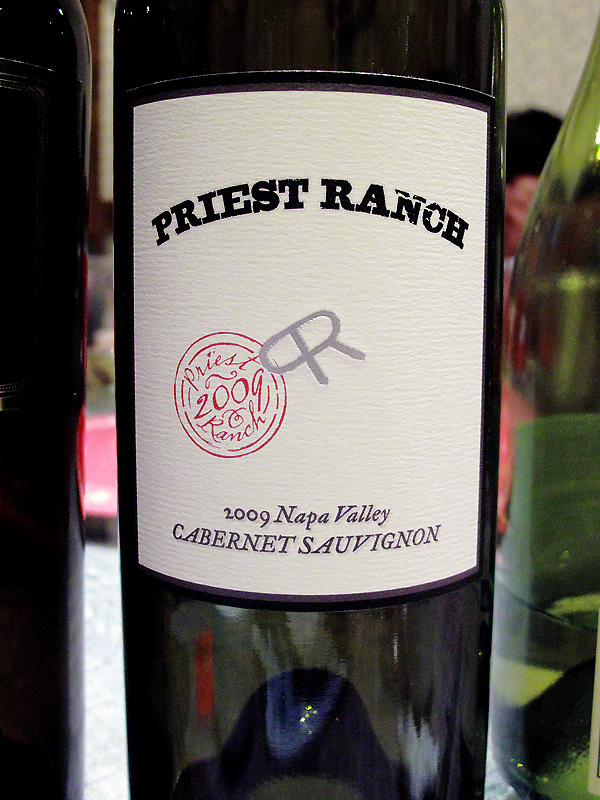 PRIEST RANCH
PR
Priest
2009
Ranch
2009 Napa Valley
CABERNET SAUVIGNON